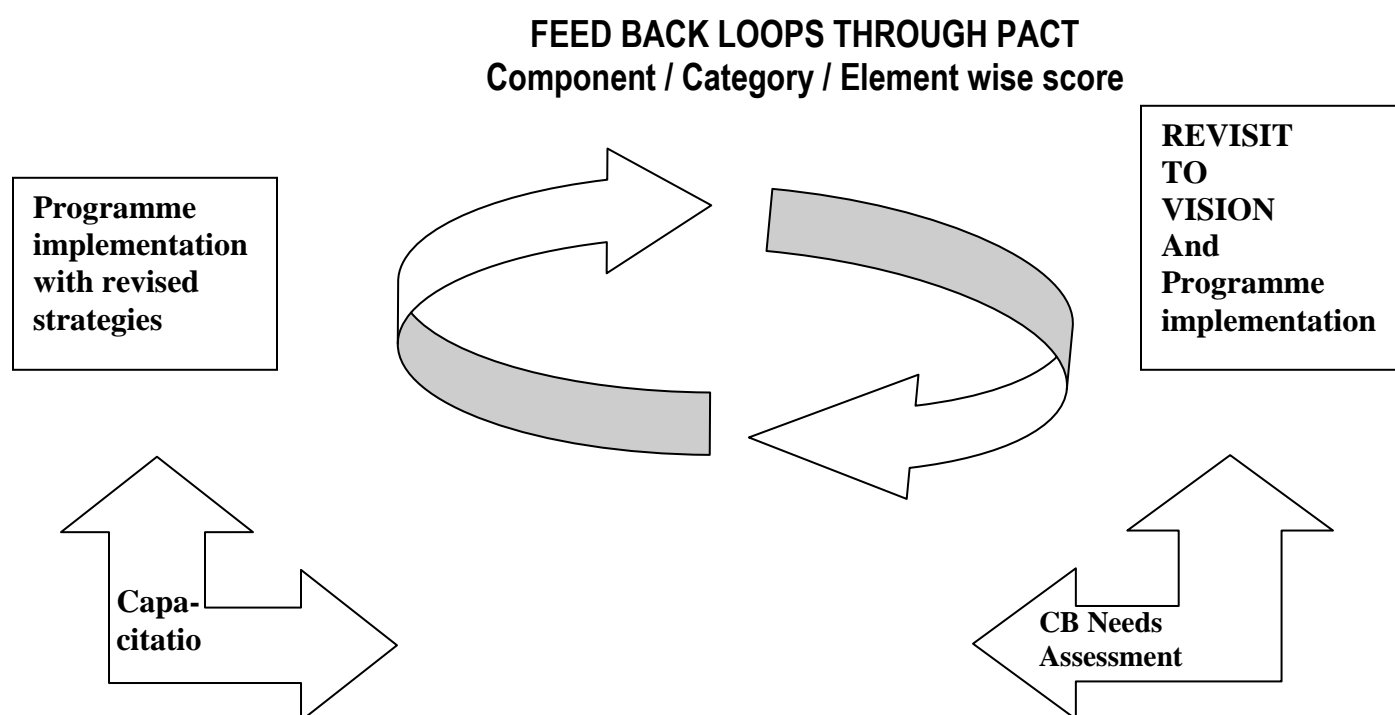 FEED BACK LOOPS THROUGH PACT
Component / Category / Element wise score
Programme
implementation
with revised
strategies
REVISIT
TO
VISION
And
Programme
implementation
Capa-
citatio
CB Needs
Assessment